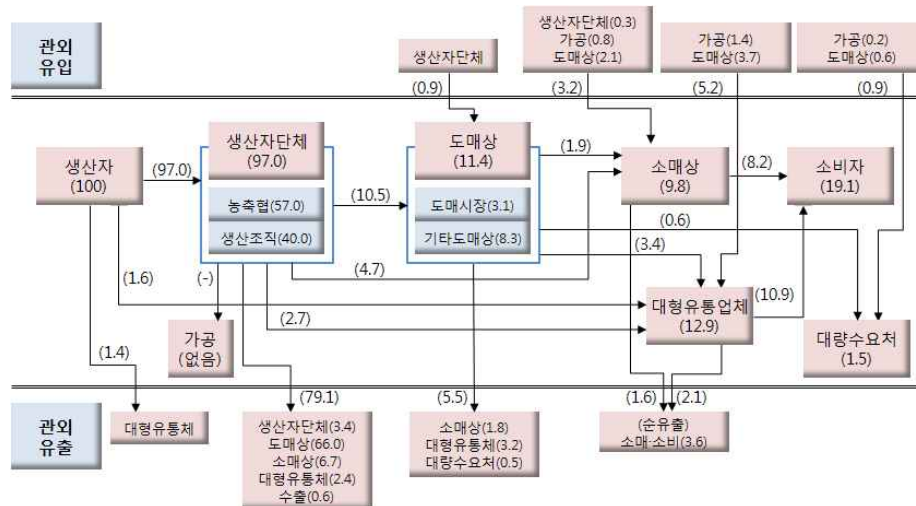 관외
유입
생산자단체
생산자단체(0.3)
가공(0.8)
도매상(2.1)
가공(1.4)
도매상(3.7)
가공(0.2)
도매상(0.6)
(0.9)
(3.2)
(5.2)
(0.9)
생산자
(100)
(97.0)
생산자단체
(97.0)
농축협(57.0)
생산조직(40.0)
(10.5)
도매상
(11.4)
도매시장(3.1)
기타도매상(8.3)
(1.9)
소매상
(9.8)
(8.2)
소비자
(19.1)
(0.6)
(3.4)
(4.7)
(1.6)
(-)
(2.7)
대형유통업체
(12.9)
(10.9)
대량수요처
(1.5)
가공
(없음)
(1.4)
(79.1)
(5.5)
(1.6)
(2.1)
관외
유출
대형유통체
생산자단체(3.4)
도매상(66.0)
소매상(6.7)
대형유통체(2.4)
수출(0.6)
소매상(1.8)
대형유통체(3.2)
대량수요처(0.5)
(순유출)
소매·소비(3.6)